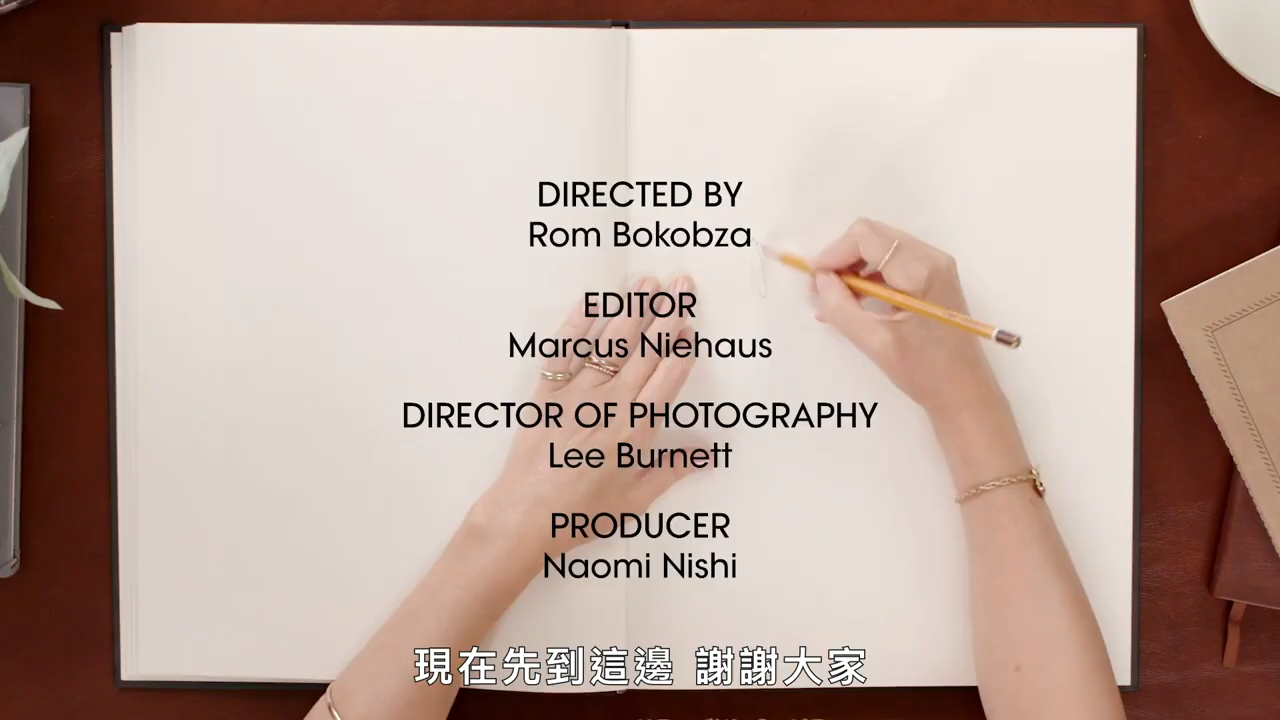 DIRECTED BY
Rom Bokobza
EDITOR
Marcus Niehaus
DIRECTOR OF PHOTOGRAPHY
Lee Burnett
PRODUCER
Naomi Nishi
現在先到這邊 謝謝大家